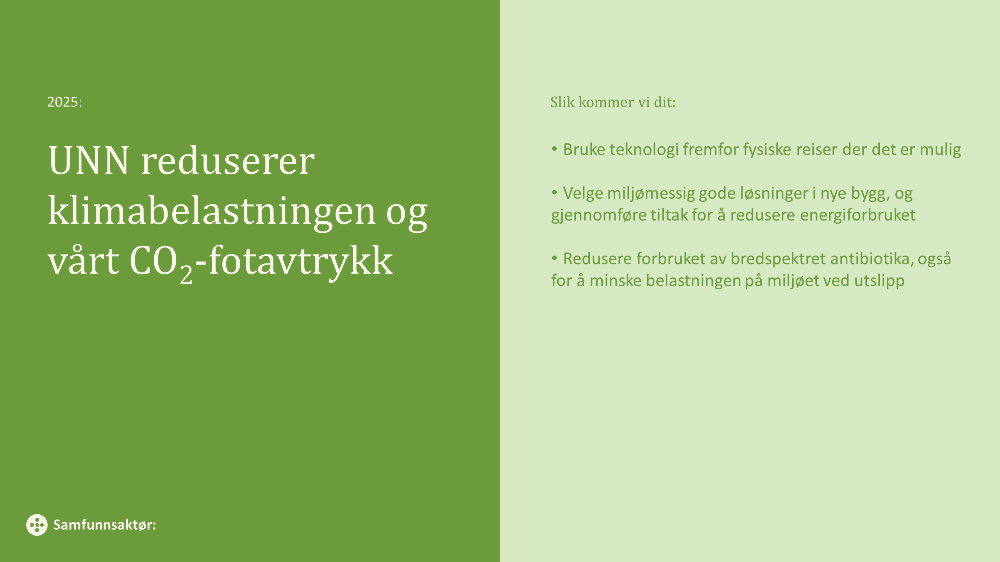 2025:
UNN reduserer
klimabelastningen og
vårt CO₂-fotavtrykk
Slik kommer vi dit:
• Bruke teknologi fremfor fysiske reiser der det er mulig
• Velge miljømessig gode løsninger i nye bygg, og
gjennomføre tiltak for å redusere energiforbruket
• Redusere forbruket av bredspektret antibiotika, også
for å minske belastningen på miljøet ved utslipp
Samfunnsaktør: